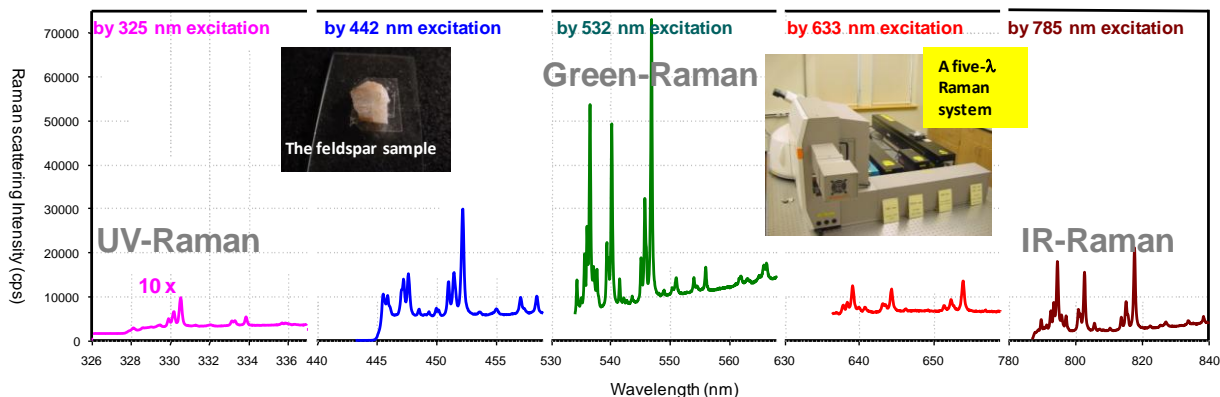 by 325 nm excitation
by 442 nm excitation
by 532 nm excitation
by 633 nm excitation
by 785 nm excitation
Raman scattering Intensity (cps)
70000
60000
50000
40000
30000
20000
10000
0
The feldspar sample
Green-Raman
A five-λ
Raman
system
UV-Raman
10 x
IR-Raman
326 328 330 332 334 336
440 445 450 455
530 540 550 560
630 640 650
780 800 820 840
Wavelength (nm)